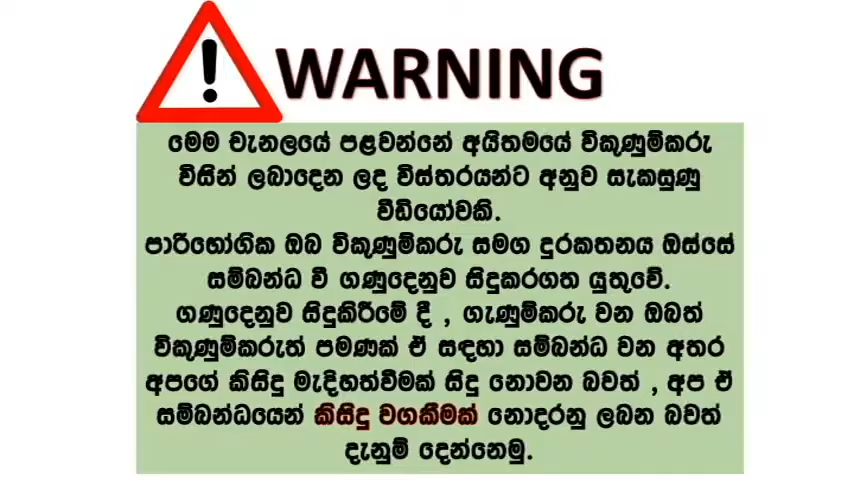 WARNING
මෙම චැනලයේ පළවන්නේ අයිතමයේ විකුණුම්කරු
විසින් ලබාදෙන ලද විස්තරයන්ට අනුව සැකසුණු
වීඩියෝවකි.
පාරිභෝගික ඔබ විකුණුම්කරු සමග දුරකතනය ඔස්සේ
සම්බන්ධ වී ගණුදෙනුව සිදුකරගත යුතුවේ.
ගණුදෙනුව සිදුකිරීමේ දී , ගැණුම්කරු වන ඔබත්
විකුණුම්කරුත් පමණක් ඒ සඳහා සම්බන්ධ වන අතර
අපගේ කිසිදු මැදිහත්වීමක් සිදු නොවන බවත් , අප ඒ
සම්බන්ධයෙන් කිසිදු වගකීමක් නොදරනු ලබන බවත්
දැනුම් දෙන්නෙමු.